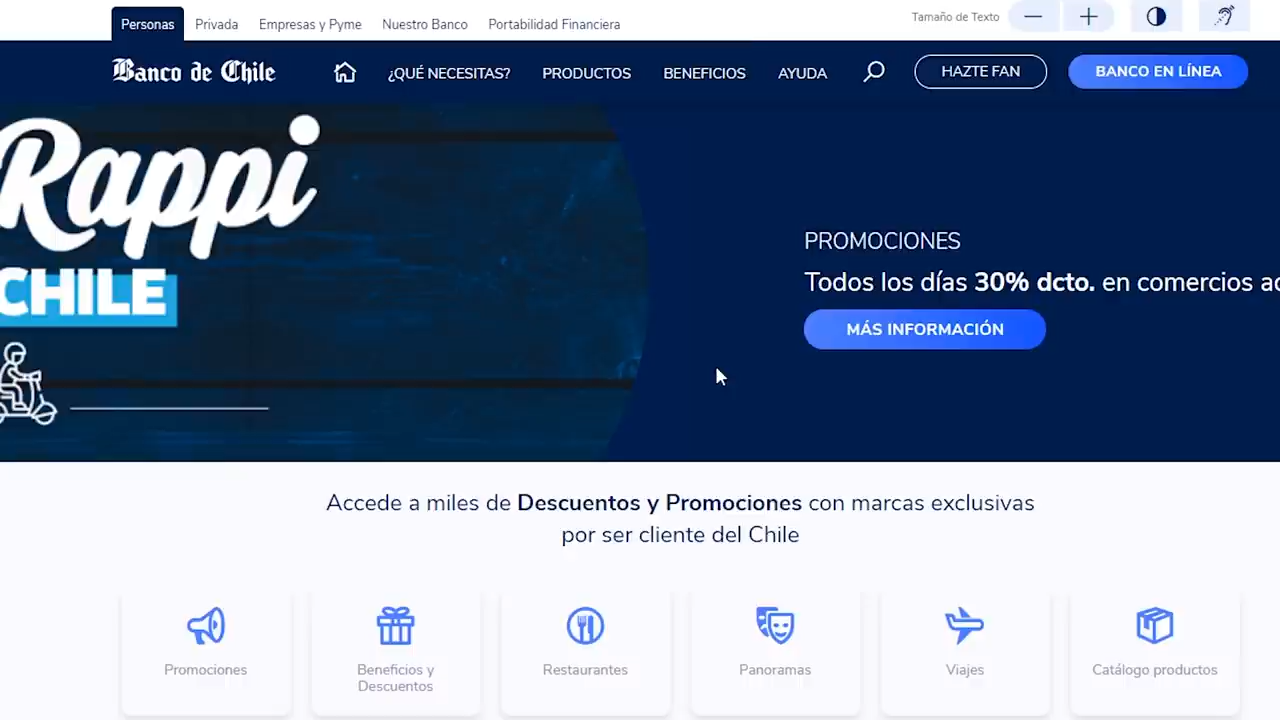 Personas Privada Empresas y Pyme Nuestro Banco Portabilidad Financiera Tamaño de Texto
Banco de Chile ¿QUÉ NECESITAS? PRODUCTOS BENEFICIOS AYUDA HAZTE FAN BANCO EN LÍNEA
Rappi
CHILE
PROMOCIONES
Todos los días 30% dcto. en comercios
MÁS INFORMACIÓN
Accede a miles de Descuentos y Promociones con marcas exclusivas
por ser cliente del Chile
Promociones
Beneficios y
Descuentos
Restaurantes
Panoramas
Viajes
Catálogo productos